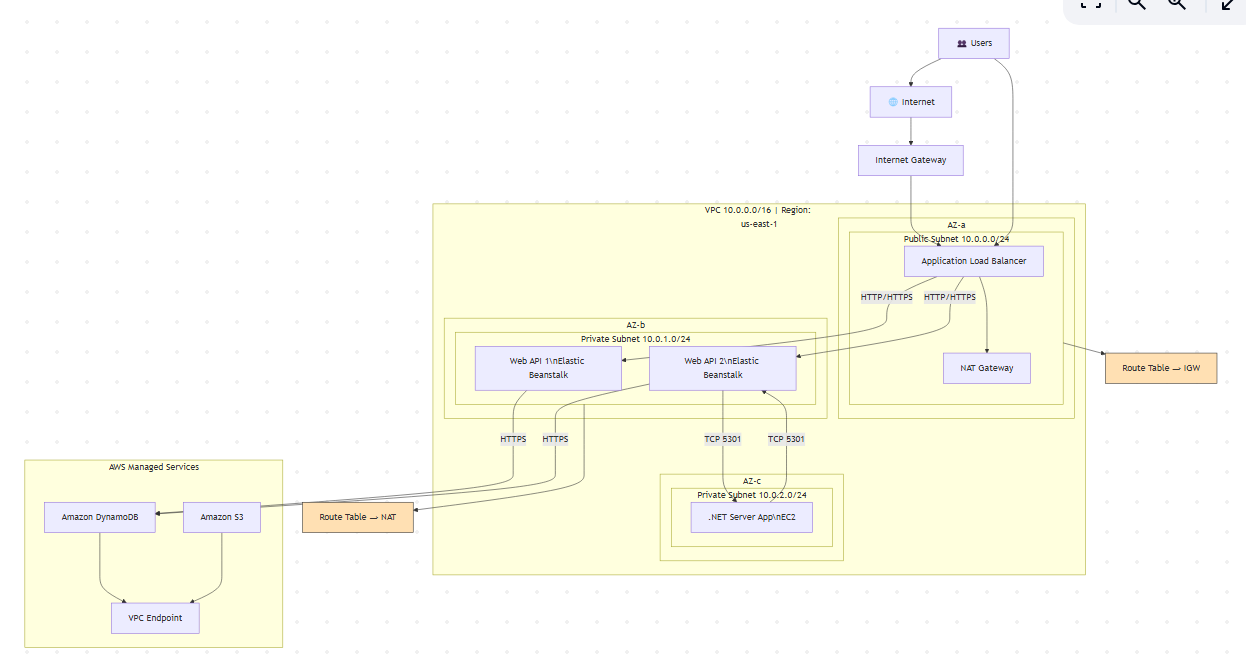 👥 Users
🌐 Internet
Internet Gateway
VPC 10.0.0.0/16 | Region:
us-east-1
AZ-a
Public Subnet 10.0.0.0/24
Application Load Balancer
HTTP/HTTPS
HTTP/HTTPS
NAT Gateway
Route Table → IGW
AZ-b
Private Subnet 10.0.1.0/24
Web API 1\nElastic
Beanstalk
Web API 2\nElastic
Beanstalk
HTTPS
HTTPS
TCP 5301
TCP 5301
AZ-c
Private Subnet 10.0.2.0/24
.NET Server App\nEC2
AWS Managed Services
Amazon DynamoDB
Amazon S3
Route Table → NAT
VPC Endpoint